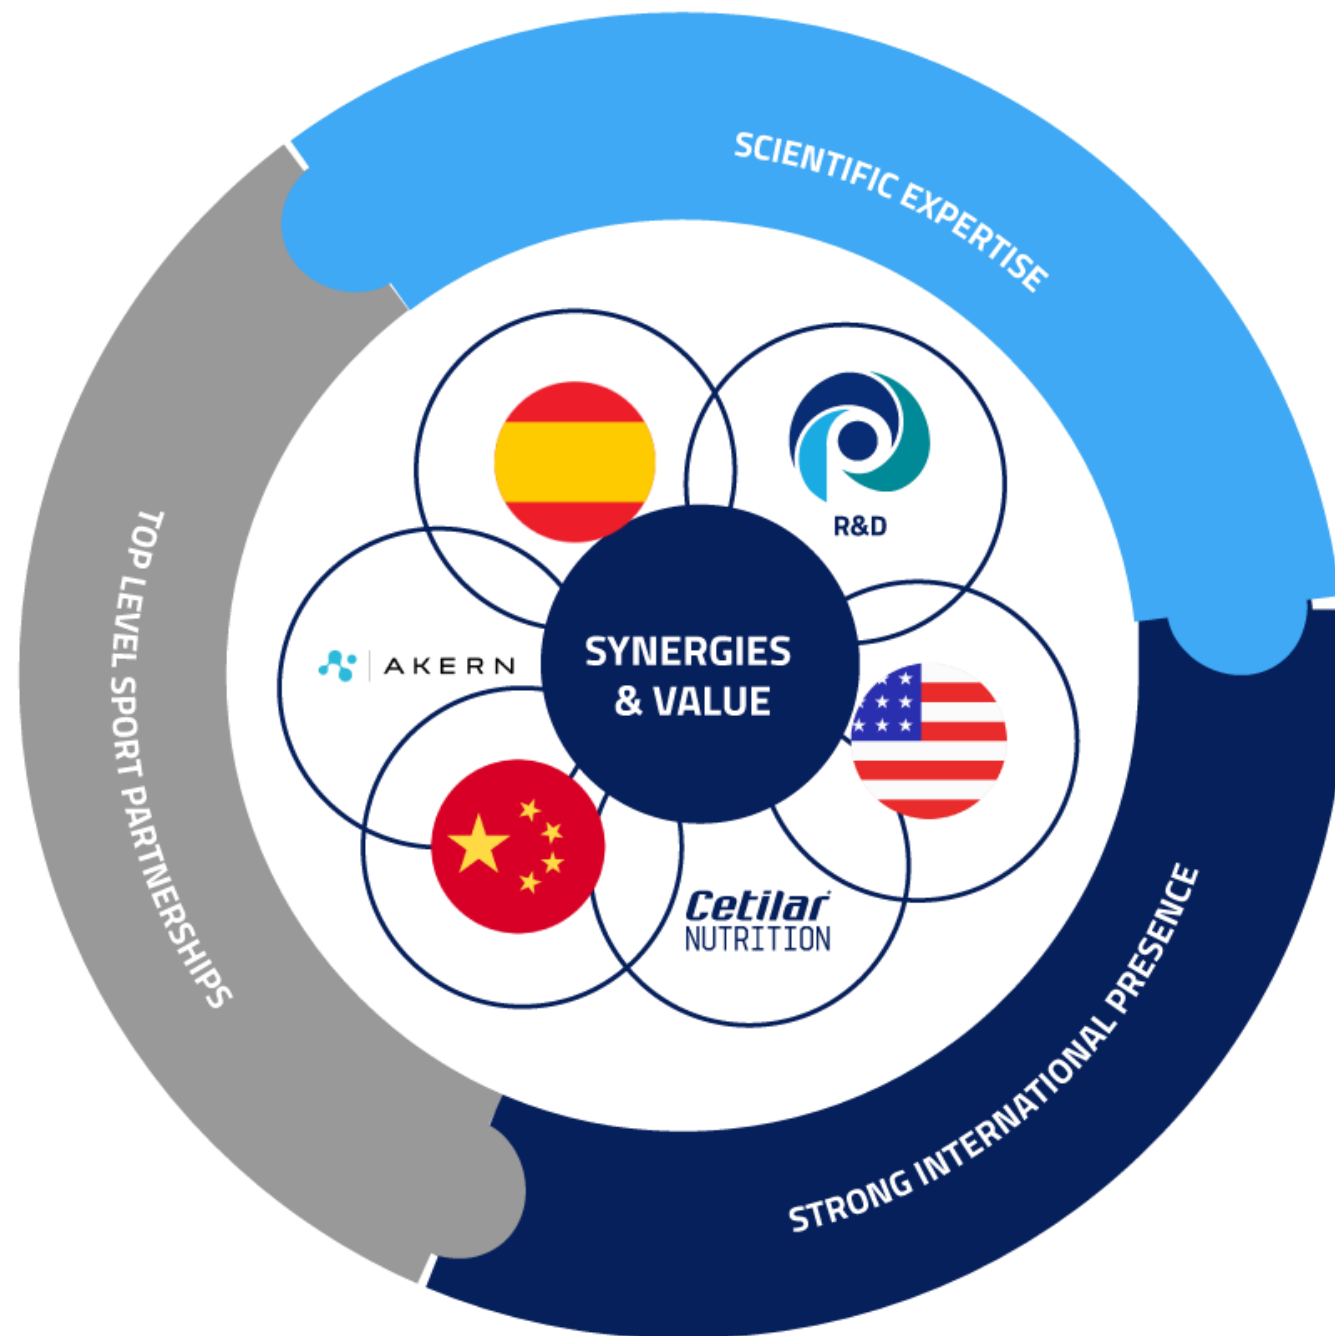 SCIENTIFIC EXPERTISE
R&D
AKERN
SYNERGIES
& VALUE
Cetilar
NUTRITION
TOP LEVEL SPORT PARTNERSHIPS
STRONG INTERNATIONAL PRESENCE